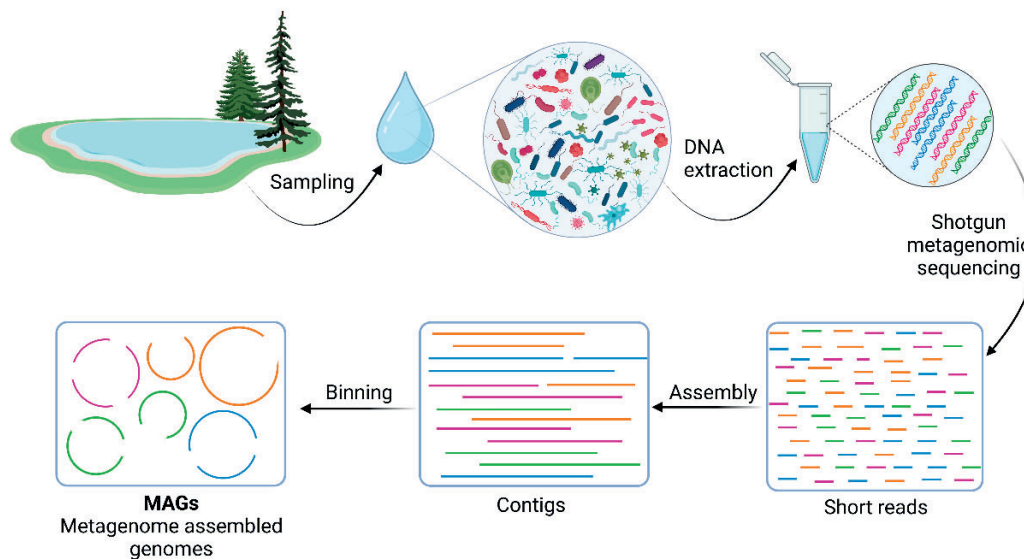 Sampling
DNA
extraction
Shotgun
metagenomic
sequencing
Assembly
Binning
MAGs
Metagenome assembled
genomes
Contigs
Short reads